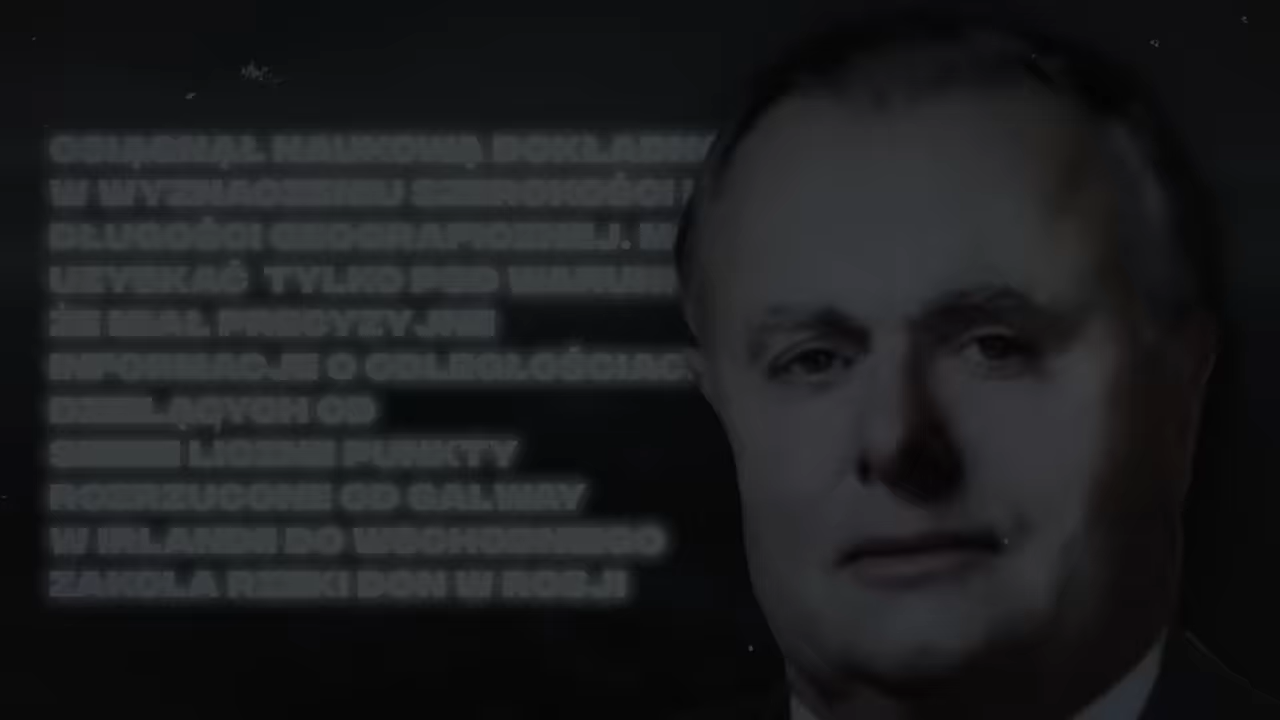 OSIĄGNĄŁ NAUKOWĄ
W WYZNACZENIU SZEROKOŚCI I
DŁUGOŚCI GEOGRAFICZNEJ.
UZYSKAĆ TYLKO POD
ŻE MIAŁ PRECYZYJNE
INFORMACJE O ODLEGŁOŚCIACH
DZIELĄCYCH OD
SIEBIE LICZNE PUNKTY
ROZRZUCONE OD GALWAY
W IRLANDII DO WSCHODNIEGO
ZAKOLA RZEKI DON W ROSJI